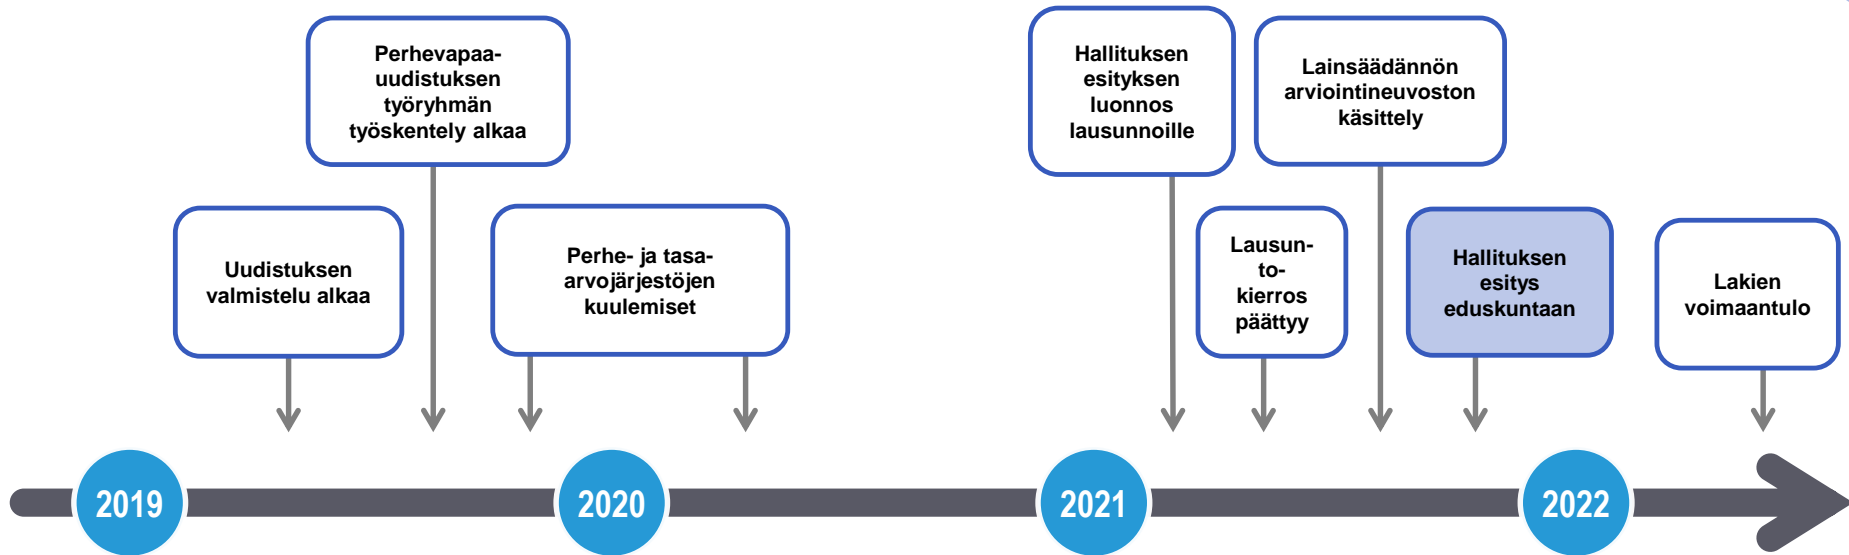 Perhevapaa-
uudistuksen
työryhmän
työskentely alkaa
Hallituksen
esityksen
luonnos
lausunnoille
Lainsäädännön
arviointineuvoston
käsittely
Uudistuksen
valmistelu alkaa
Perhe- ja tasa-
arvojärjestöjen
kuulemiset
Lausun-
to-
kierros
päättyy
Hallituksen
esitys
eduskuntaan
Lakien
voimaantulo
2019
2020
2021
2022